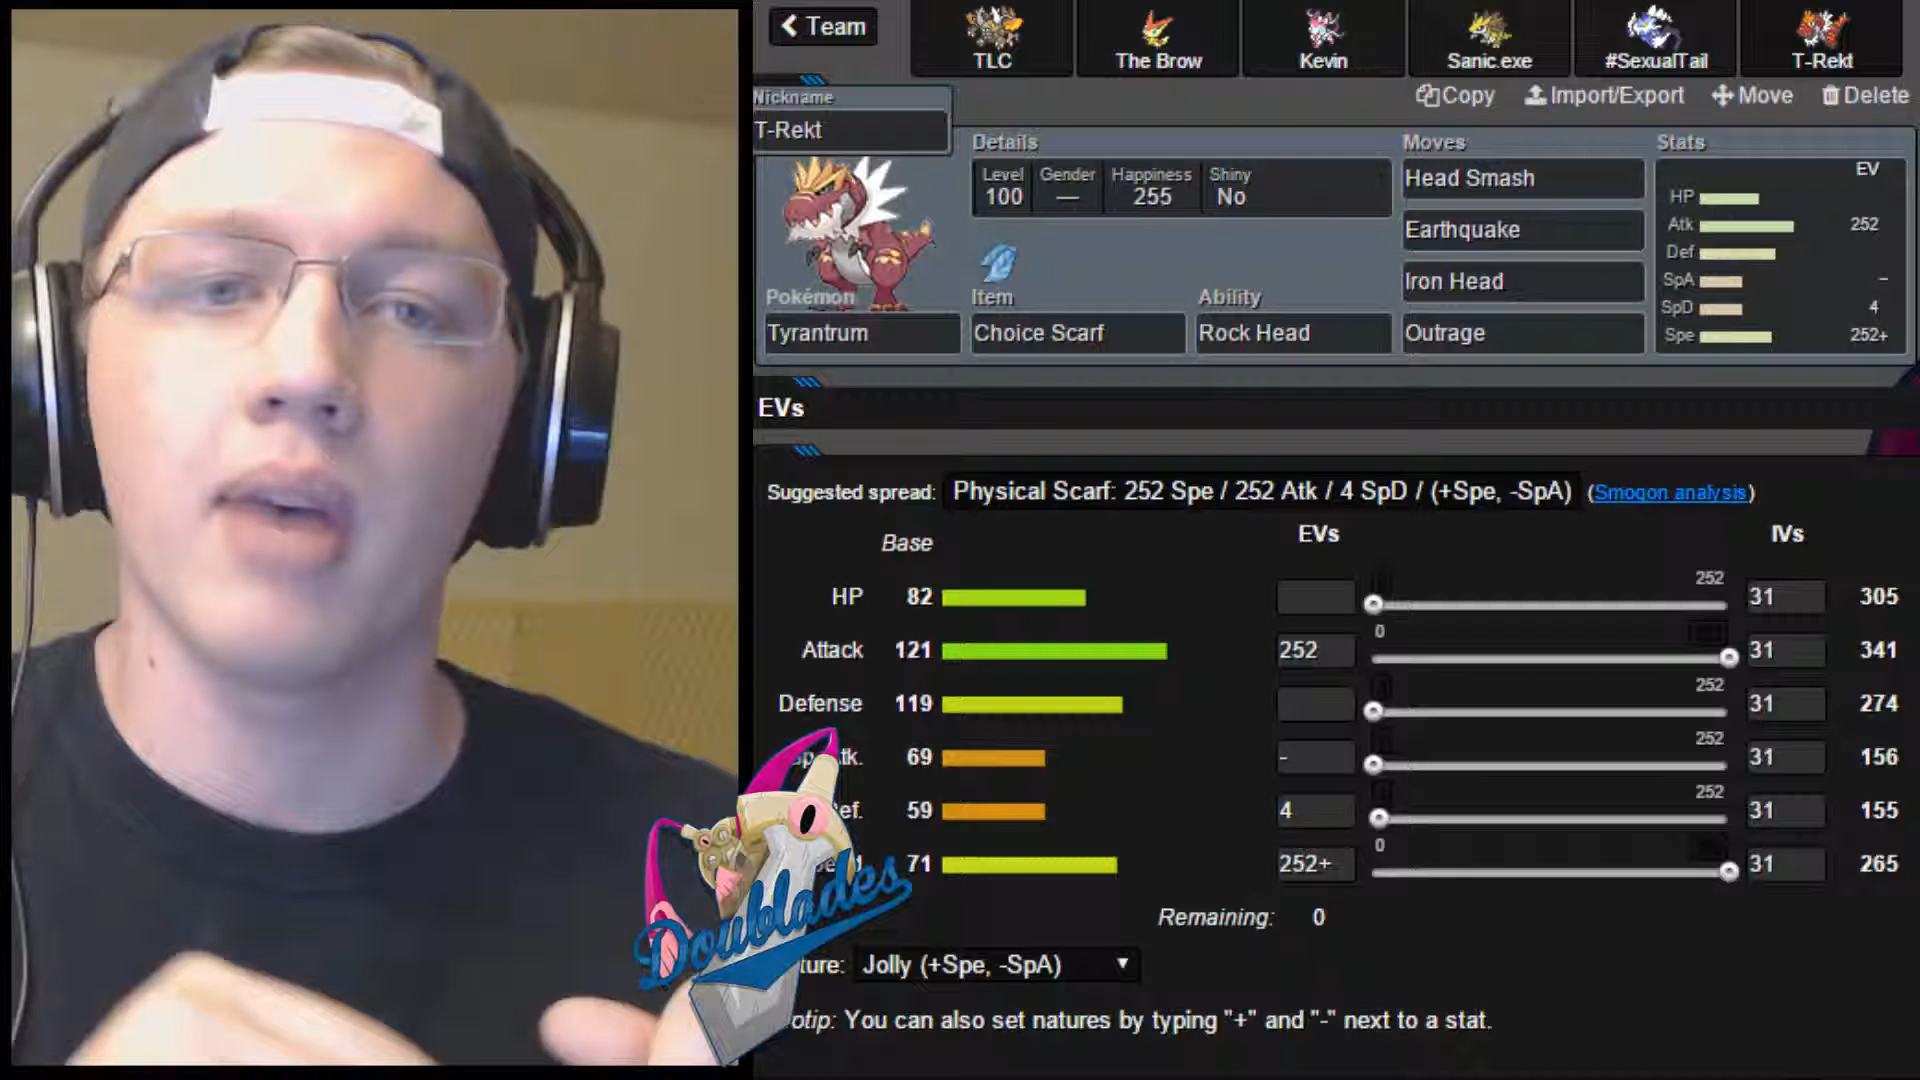 Team
TLC
The Brow
Kevin
Sanic.exe
#SexualTail
T-Rekt
Copy
Import/Export
Move
Delete
Nickname
T-Rekt
Details
Level Gender Happiness Shiny
100 — 255 No
Pokémon
Tyrantrum
Item
Choice Scarf
Ability
Rock Head
Moves
Head Smash
Earthquake
Iron Head
Outrage
Stats
EV
HP
Atk 252
Def
SpA -
SpD 4
Spe 252+
EVs
Suggested spread: Physical Scarf: 252 Spe / 252 Atk / 4 SpD / (+Spe, -SpA) (Smogon analysis)
Base EVs IVs
HP 82 252 31 305
0
Attack 121 252 31 341
Defense 119 252 31 274
69 - 252 31 156
ef. 59 4 252 31 155
0
71 252+ 31 265
Remaining: 0
ture: Jolly (+Spe, -SpA)
otip: You can also set natures by typing "+" and "-" next to a stat.
Doublades